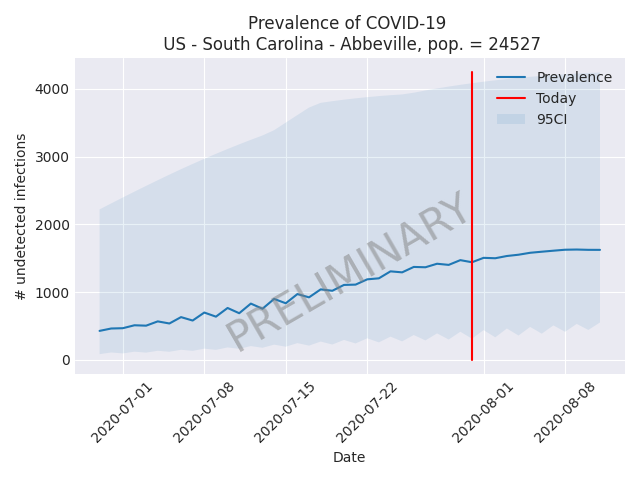 Prevalence of COVID-19
US - South Carolina - Abbeville, pop. = 24527
4000
3000
2000
1000
0
# undetected infections
Prevalence
Today
95CI
PRELIMINARY
2020-07-01
2020-07-08
2020-07-15
2020-07-22
2020-08-01
2020-08-08
Date